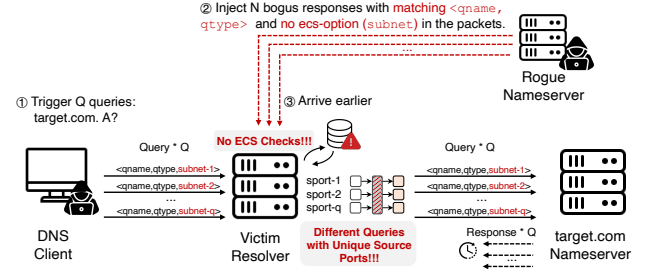 ② Inject N bogus responses with matching <qname,
qtype> and no ecs-option (subnet) in the packets.
...
Rogue
Nameserver
① Trigger Q queries:
target.com. A?
③ Arrive earlier
No ECS Checks!!!
Query * Q
<qname,qtype,subnet-1>
<qname,qtype,subnet-2>
...
<qname,qtype,subnet-q>
DNS
Client
Victim
Resolver
sport-1
sport-2
sport-q
Different Queries
with Unique Source
Ports!!!
Query * Q
<qname,qtype,subnet-1>
<qname,qtype,subnet-2>
...
<qname,qtype,subnet-q>
Response * Q
...
target.com
Nameserver